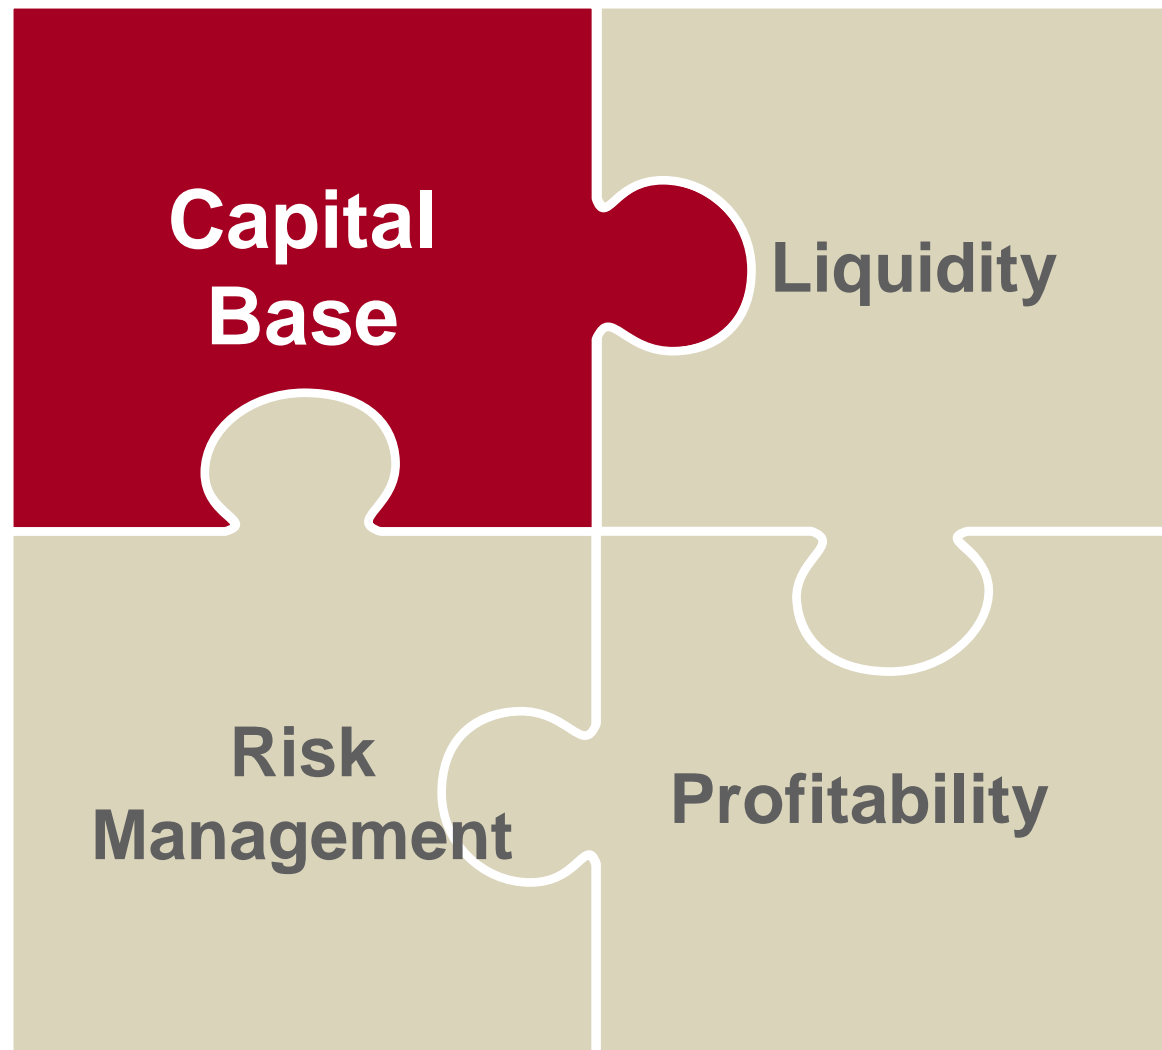 Capital
Base
Liquidity
Risk
Management
Profitability